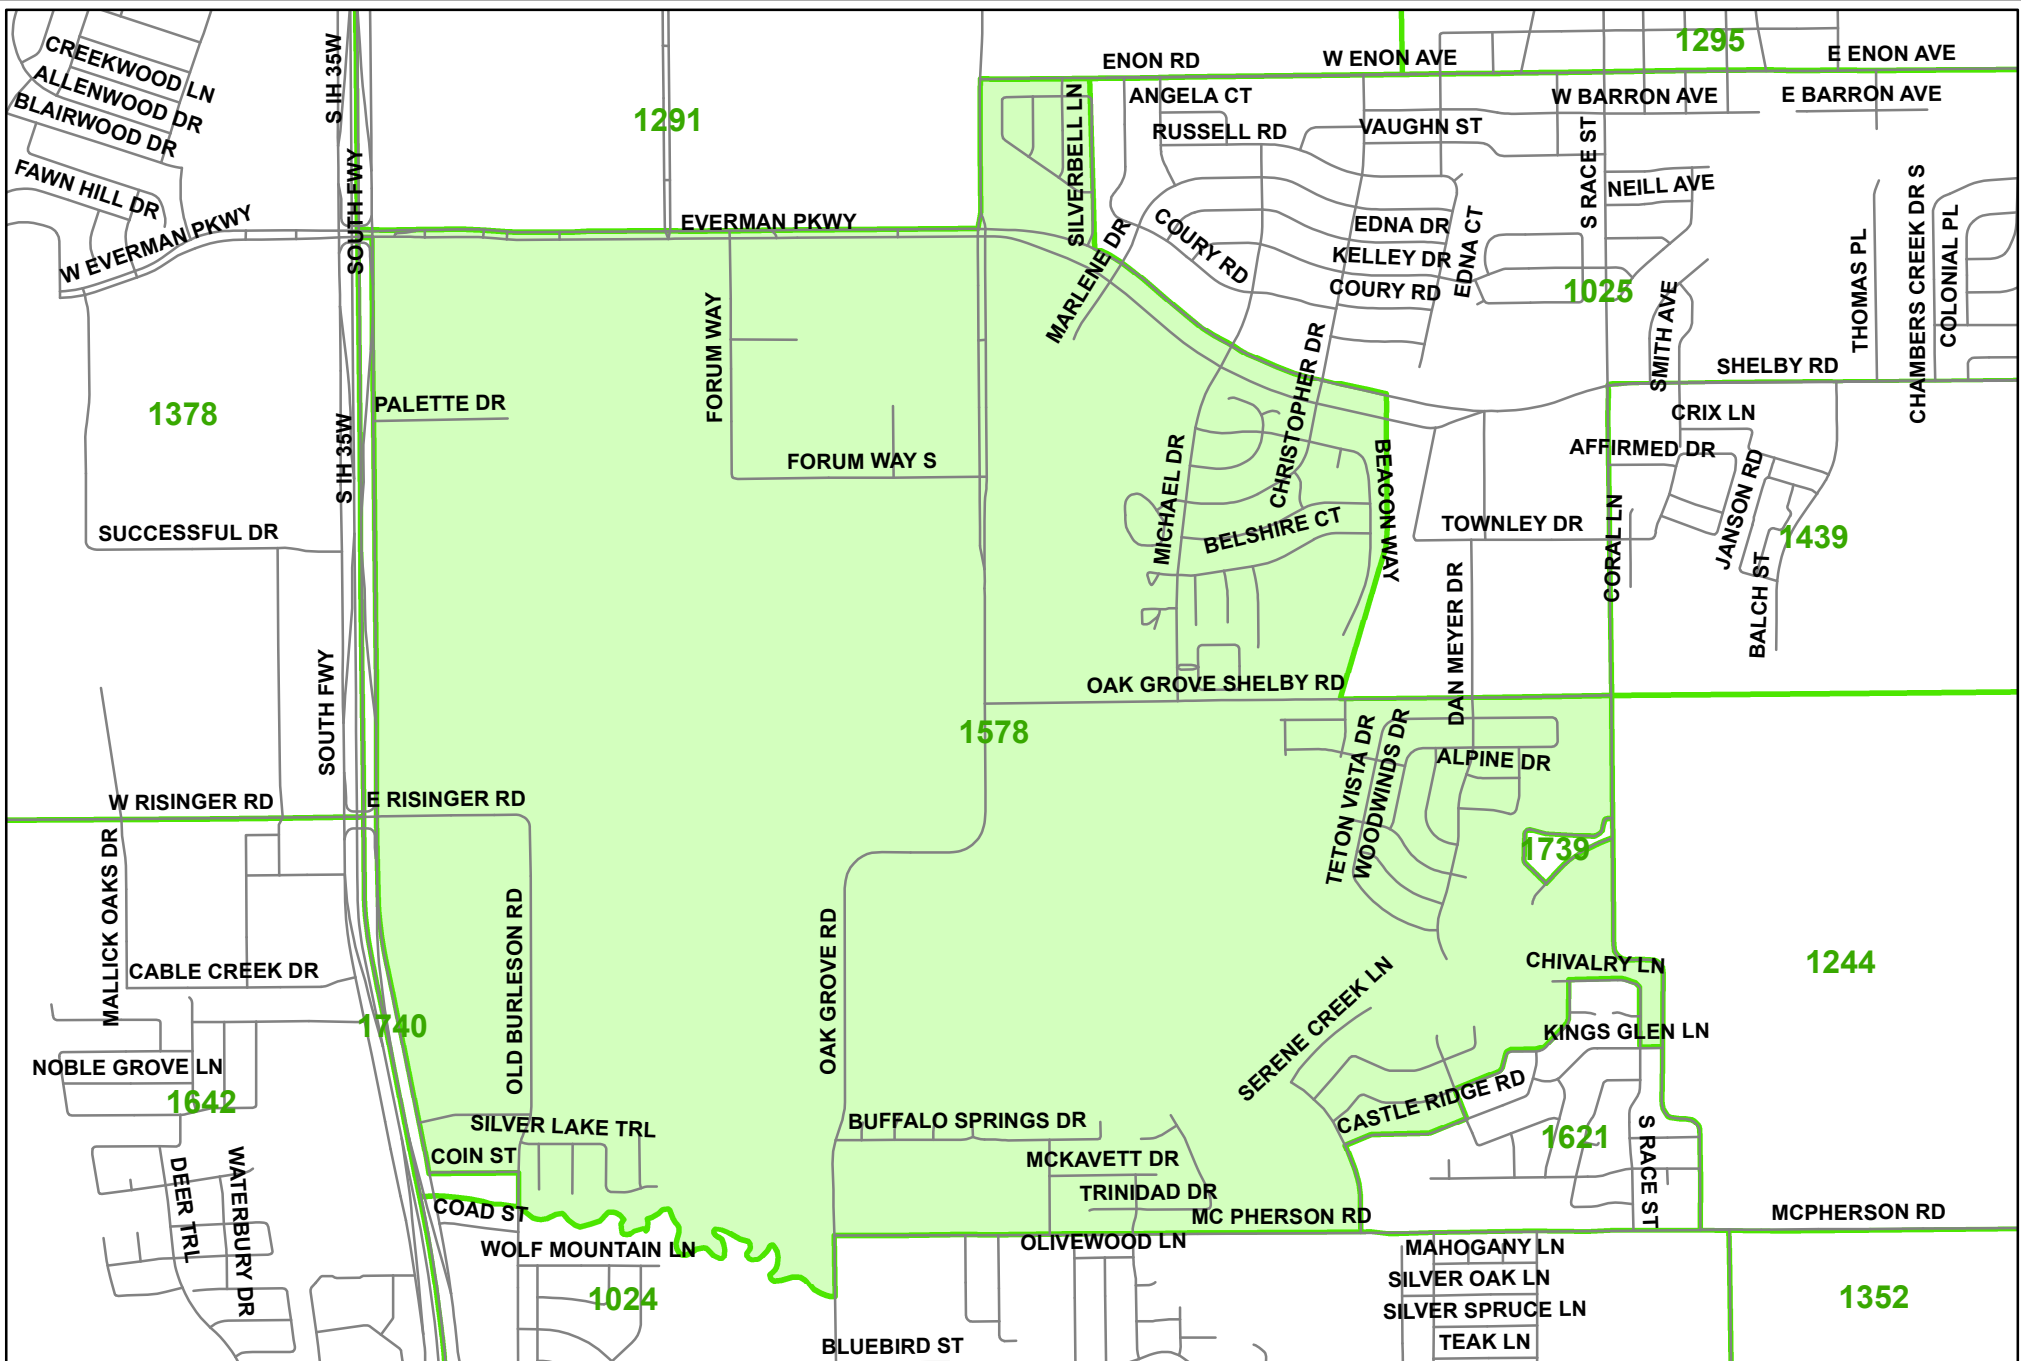 CREEKWOOD LN
ALLENWOOD DR
BLAIRWOOD DR
FAWN HILL DR
W EVERMAN PKWY
S IH 35W
SOUTH FWY
1291
ENON RD
W ENON AVE
1295
E ENON AVE
ANGELA CT
W BARRON AVE
E BARRON AVE
RUSSELL RD
VAUGHN ST
SILVERBELL LN
S RACE ST
NEILL AVE
EVERMAN PKWY
MARLENE DR
COURY RD
EDNA DR
KELLEY DR
COURY RD
EDNA CT
1025
SMITH AVE
THOMAS PL
CHAMBERS CREEK DR S
COLONIAL PL
SHELBY RD
1378
S IH 35W
PALETTE DR
FORUM WAY
FORUM WAY S
CHRISTOPHER DR
MICHAEL DR
BELSHIRE CT
BEACON WAY
CRIX LN
AFFIRMED DR
JANSON RD
1439
TOWNLEY DR
CORAL LN
BALCH ST
SUCCESSFUL DR
SOUTH FWY
DAN MEYER DR
OAK GROVE SHELBY RD
1578
TETON VISTA DR
WOODWINDS DR
ALPINE DR
W RISINGER RD
E RISINGER RD
1739
MALLICK OAKS DR
OLD BURLESON RD
OAK GROVE RD
CABLE CREEK DR
CHIVALRY LN
1244
SERENE CREEK LN
1740
KINGS GLEN LN
NOBLE GROVE LN
1642
CASTLE RIDGE RD
SILVER LAKE TRL
BUFFALO SPRINGS DR
1621
S RACE ST
COIN ST
MCKAVETT DR
DEER TRL
WATERBURY DR
TRINIDAD DR
COAD ST
MC PHERSON RD
MCPHERSON RD
WOLF MOUNTAIN LN
OLIVEWOOD LN
MAHOGANY LN
SILVER OAK LN
1024
1352
SILVER SPRUCE LN
BLUEBIRD ST
TEAK LN